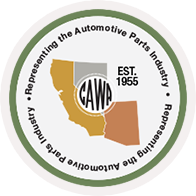 • Representing the Automotive Parts Industry
• Representing the Automotive Parts Industry
EST.
1955
CAWA